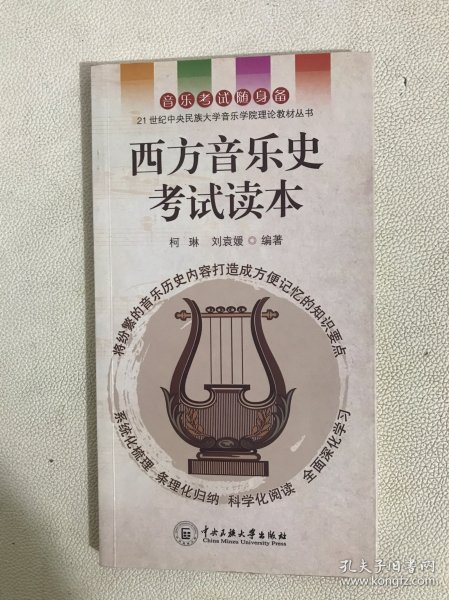 音乐考试随身备
21世纪中央民族大学音乐学院理论教材丛书
西方音乐史
考试读本
柯 琳 刘袁媛 编著
将纷繁的音乐历史内容打造成方便记忆的知识要点
系统化梳理 条理化归纳 科学化阅读 全面深化学习
中央民族大学出版社
China Minzu University Press
孔夫子旧书网
book.kongfz.com